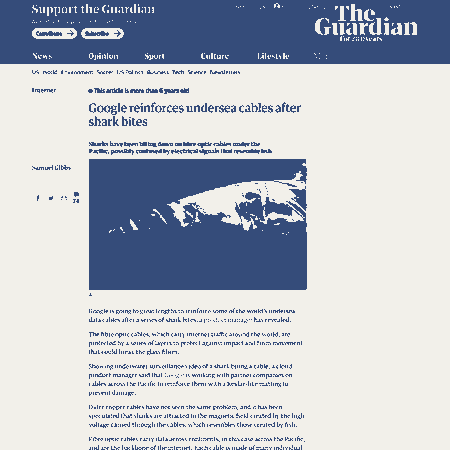 Support the Guardian
Contribute → Subscribe →
The
Guardian
News Opinion Sport Culture Lifestyle
US World Environment Soccer US Politics Business Tech Science Newsletters
Internet
This article is more than 6 years old
Google reinforces undersea cables after
shark bites
Sharks have been biting down on fibre optic cables under the
Pacific, possibly confused by electrical signals that resemble fish
Samuel Gibbs
Google is going to great lengths to reinforce some of the world's undersea
data cables after a series of shark bites, a product manager has revealed.
The fibre optic cables, which carry internet traffic around the world, are
protected by a series of layers to protect against impact and from movement
that could break the glass fibres.
Showing underwater surveillance video of a shark biting a cable, a cloud
product manager said that Google is working with partner companies on
cables across the Pacific to reinforce them with a Kevlar-like coating to
prevent damage.
Older copper cables have not seen the same problem, and it has been
speculated that sharks are attracted to the magnetic field created by the high
voltage carried through the cables, which resembles those created by fish.
Fibre optic cables carry data across continents, in this case across the Pacific,
and are the backbone of the internet. Each cable is made of many individual